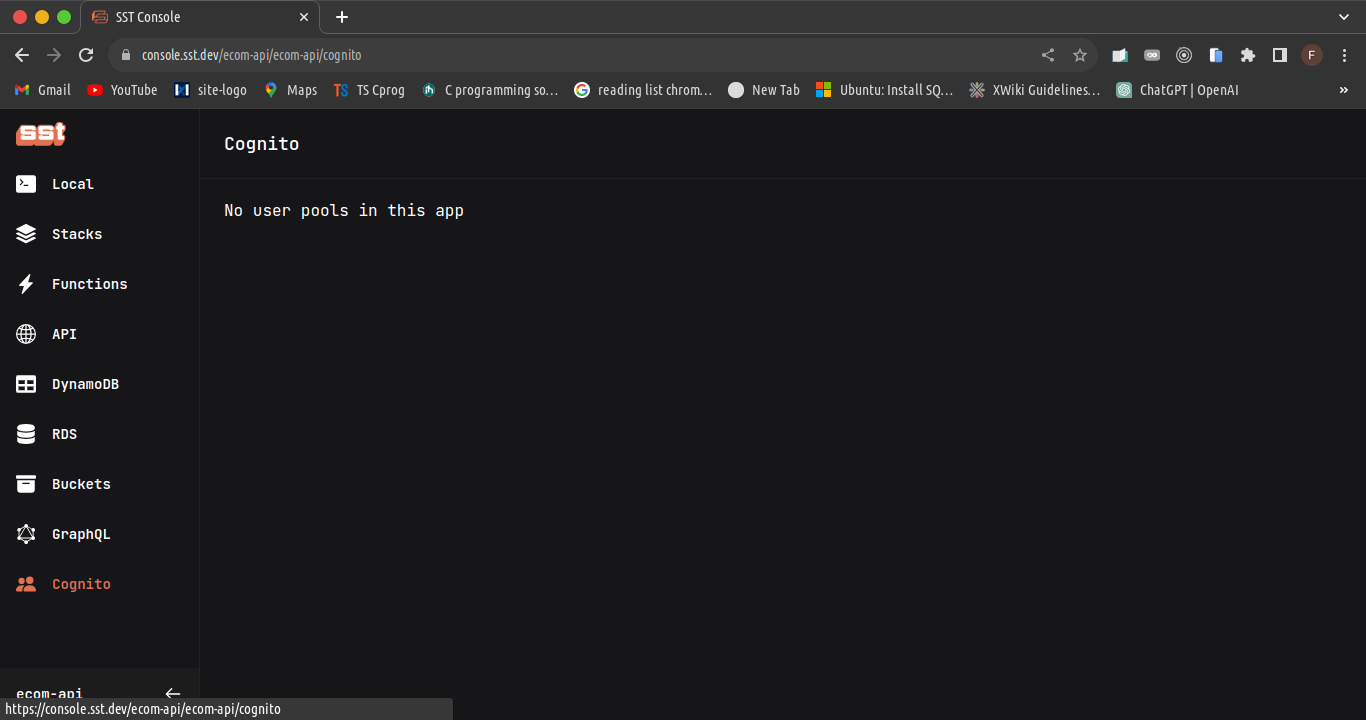 SST Console
console.sst.dev/ecom-api/ecom-api/cognito
F
Gmail YouTube site-logo Maps TS Cprog C programming so... reading list chrom... New Tab Ubuntu: Install SQ... XWiki Guidelines... ChatGPT | OpenAI »
sst
Cognito
No user pools in this app
Local
Stacks
Functions
API
DynamoDB
RDS
Buckets
GraphQL
Cognito
ecom-api
https://console.sst.dev/ecom-api/ecom-api/cognito